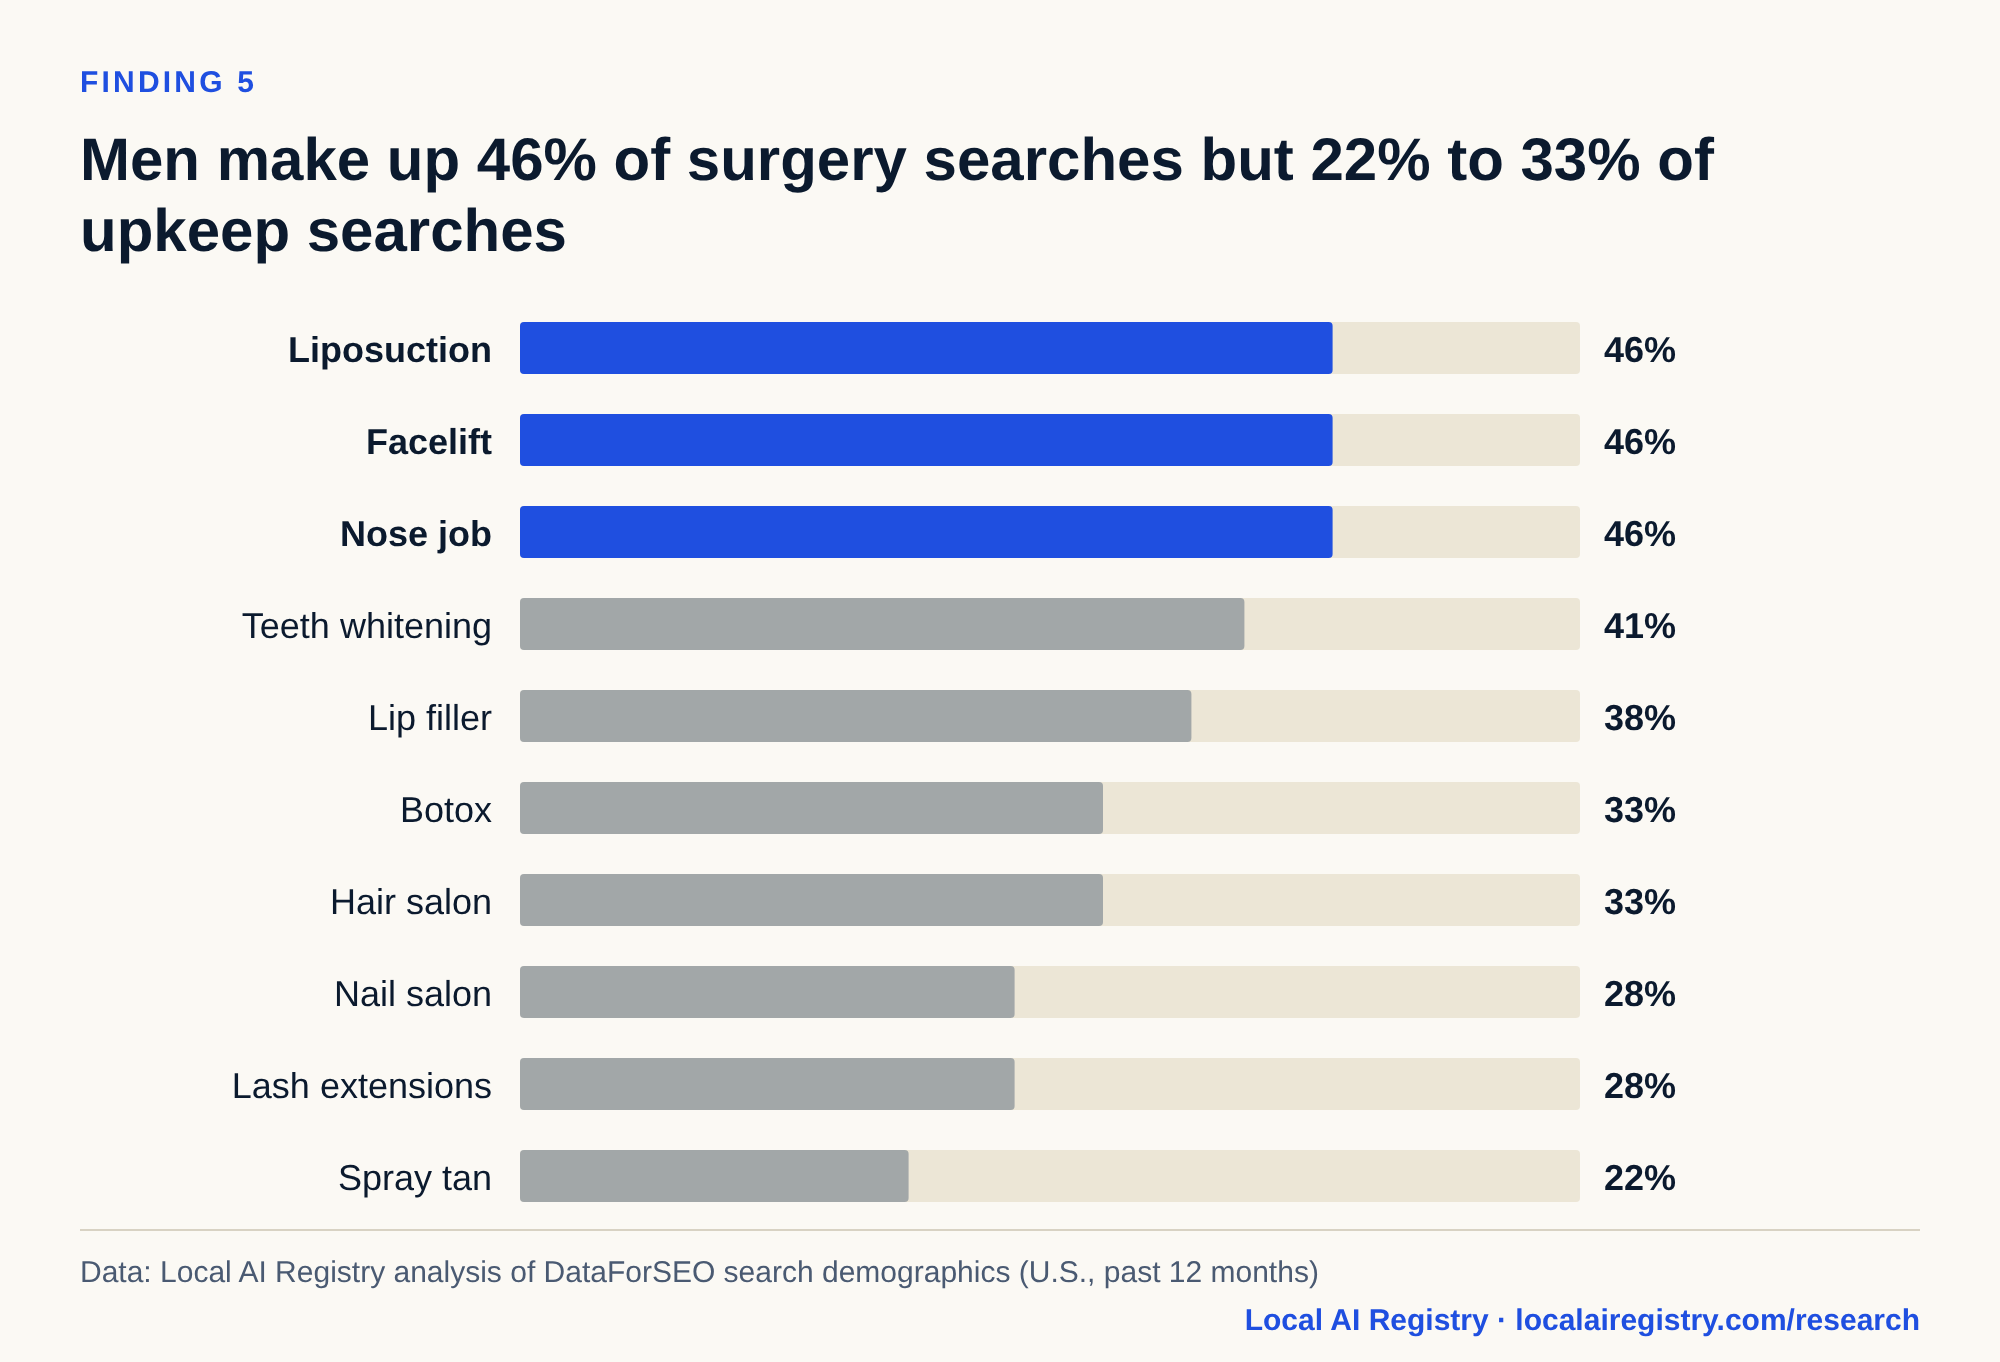 FINDING 5
Men make up 46% of surgery searches but 22% to 33% of
upkeep searches
Liposuction 46%
Facelift 46%
Nose job 46%
Teeth whitening 41%
Lip filler 38%
Botox 33%
Hair salon 33%
Nail salon 28%
Lash extensions 28%
Spray tan 22%
Data: Local AI Registry analysis of DataForSEO search demographics (U.S., past 12 months)
Local AI Registry · localairegistry.com/research